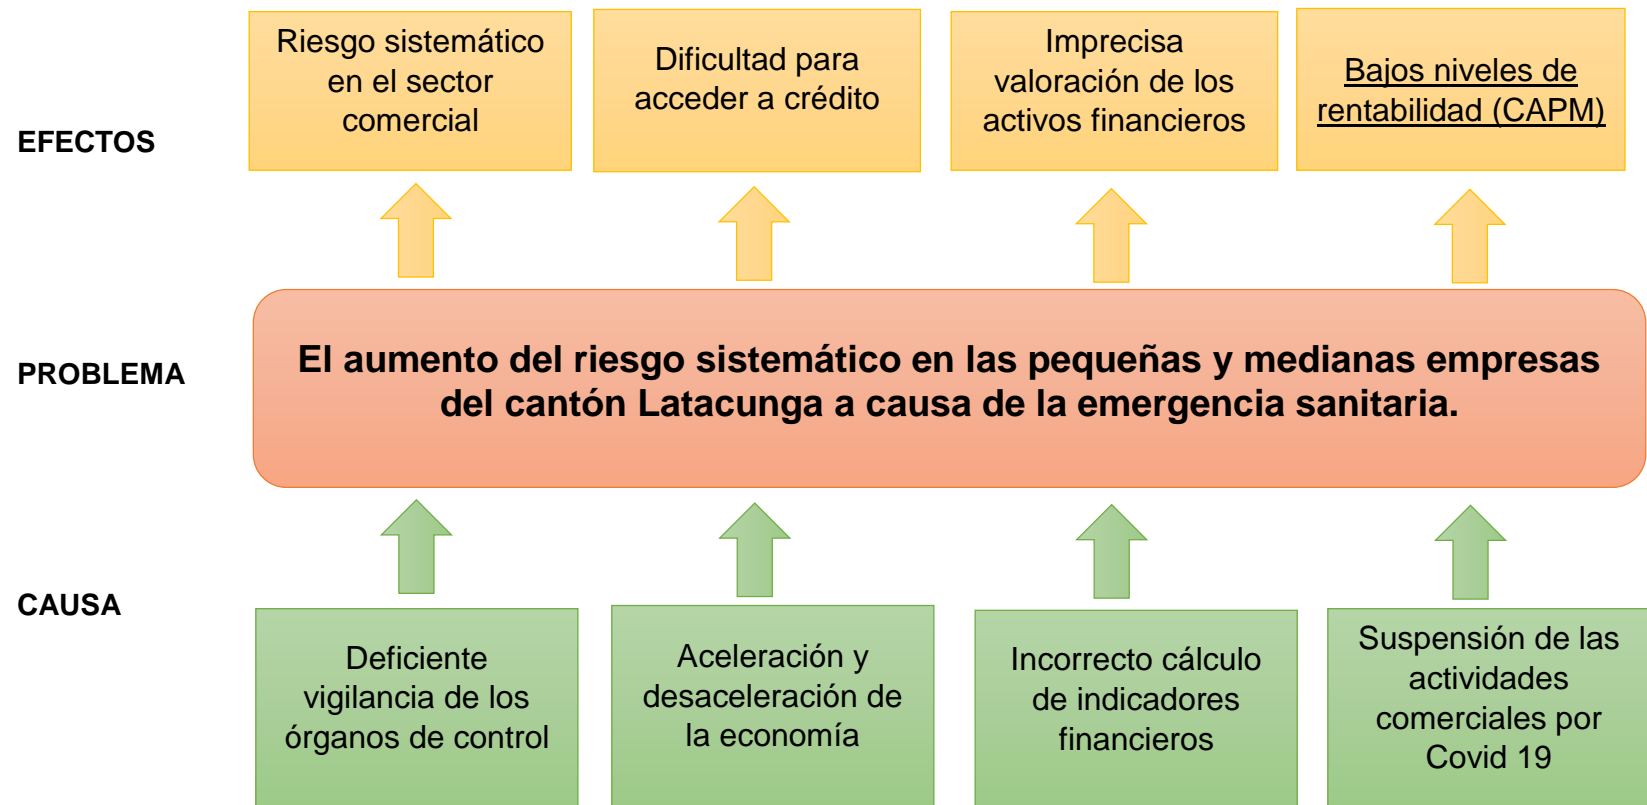 EFECTOS
Riesgo sistemático
en el sector
comercial
Dificultad para
acceder a crédito
Imprecisa
valoración de los
activos financieros
Bajos niveles de
rentabilidad (CAPM)
PROBLEMA
El aumento del riesgo sistemático en las pequeñas y medianas empresas
del cantón Latacunga a causa de la emergencia sanitaria.
CAUSA
Deficiente
vigilancia de los
órganos de control
Aceleración y
desaceleración de
la economía
Incorrecto cálculo
de indicadores
financieros
Suspensión de las
actividades
comerciales por
Covid 19